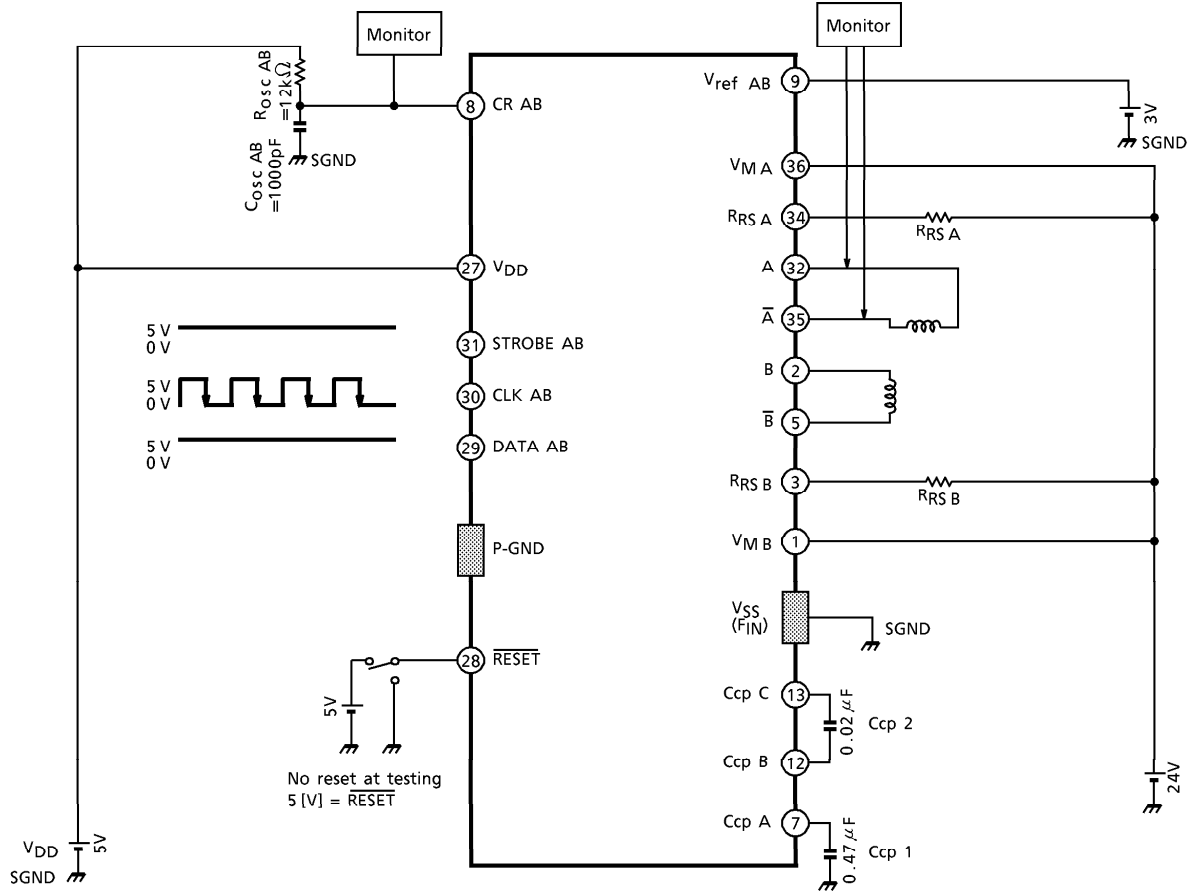 Monitor
Monitor
R_OSC AB
=12kΩ
C_OSC AB
=1000pF
SGND
8 CR AB
27 V_DD
5 V
0 V
31 STROBE AB
5 V
0 V
30 CLK AB
5 V
0 V
29 DATA AB
P-GND
28 R̅E̅S̅E̅T̅
5V
No reset at testing
5 [V] = R̅E̅S̅E̅T̅
V_DD
5V
SGND
V_ref AB 9
3V
SGND
V_M A 36
R_RS A 34
R_RS A
A 32
A̅ 35
B 2
B̅ 5
R_RS B 3
R_RS B
V_M B 1
V_SS
(F_IN)
SGND
Ccp C 13
0.02 μF
Ccp 2
Ccp B 12
24V
Ccp A 7
0.47 μF
Ccp 1